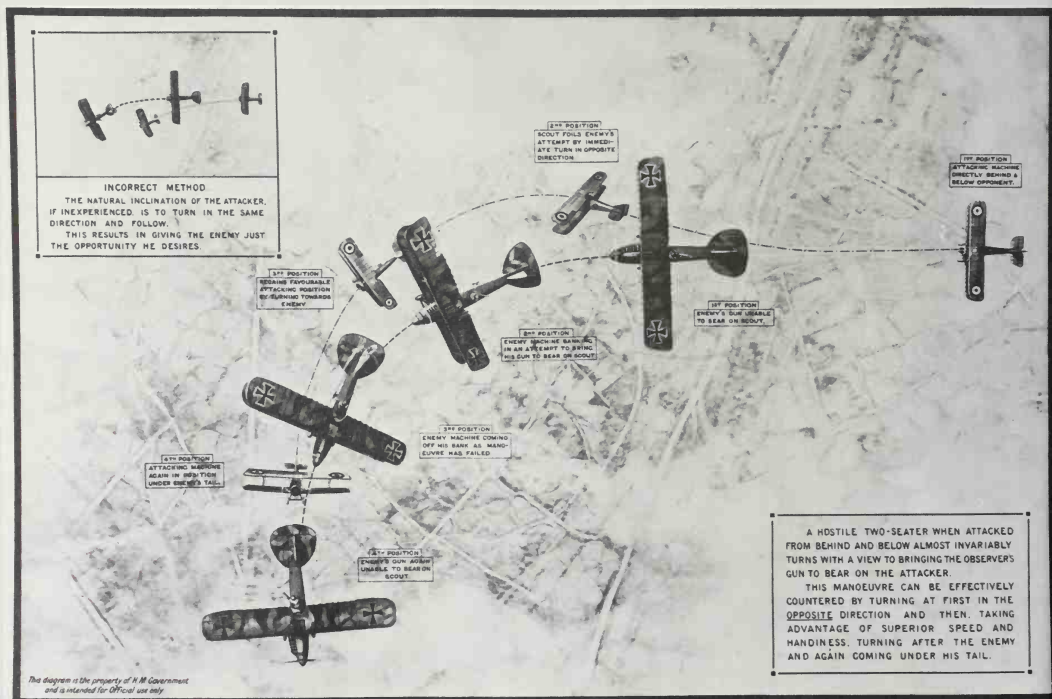 INCORRECT METHOD
THE NATURAL INCLINATION OF THE ATTACKER,
IF INEXPERIENCED, IS TO TURN IN THE SAME
DIRECTION AND FOLLOW.
THIS RESULTS IN GIVING THE ENEMY JUST
THE OPPORTUNITY HE DESIRES.
2ND POSITION
SCOUT FOILS ENEMY'S
ATTEMPT BY IMMEDI-
ATE TURN IN OPPOSITE
DIRECTION
1ST POSITION
ATTACKING MACHINE
DIRECTLY BEHIND &
BELOW OPPONENT.
3RD POSITION
REGAINS FAVOURABLE
ATTACKING POSITION
BY TURNING TOWARDS
ENEMY
1ST POSITION
ENEMY'S GUN UNABLE
TO BEAR ON SCOUT.
2ND POSITION
ENEMY MACHINE BANKING
IN AN ATTEMPT TO BRING
HIS GUN TO BEAR ON SCOUT
3RD POSITION
ENEMY MACHINE COMING
OFF HIS BANK AS MANŒ-
UVRE HAS FAILED
4TH POSITION
ATTACKING MACHINE
AGAIN IN POSITION
UNDER ENEMY'S TAIL.
4TH POSITION
ENEMY'S GUN AGAIN
UNABLE TO BEAR ON
SCOUT.
A HOSTILE TWO-SEATER WHEN ATTACKED
FROM BEHIND AND BELOW ALMOST INVARIABLY
TURNS WITH A VIEW TO BRINGING THE OBSERVER'S
GUN TO BEAR ON THE ATTACKER.
THIS MANOEUVRE CAN BE EFFECTIVELY
COUNTERED BY TURNING AT FIRST IN THE
OPPOSITE DIRECTION AND THEN, TAKING
ADVANTAGE OF SUPERIOR SPEED AND
HANDINESS, TURNING AFTER THE ENEMY
AND AGAIN COMING UNDER HIS TAIL.
This diagram is the property of H.M. Government
and is intended for Official use only